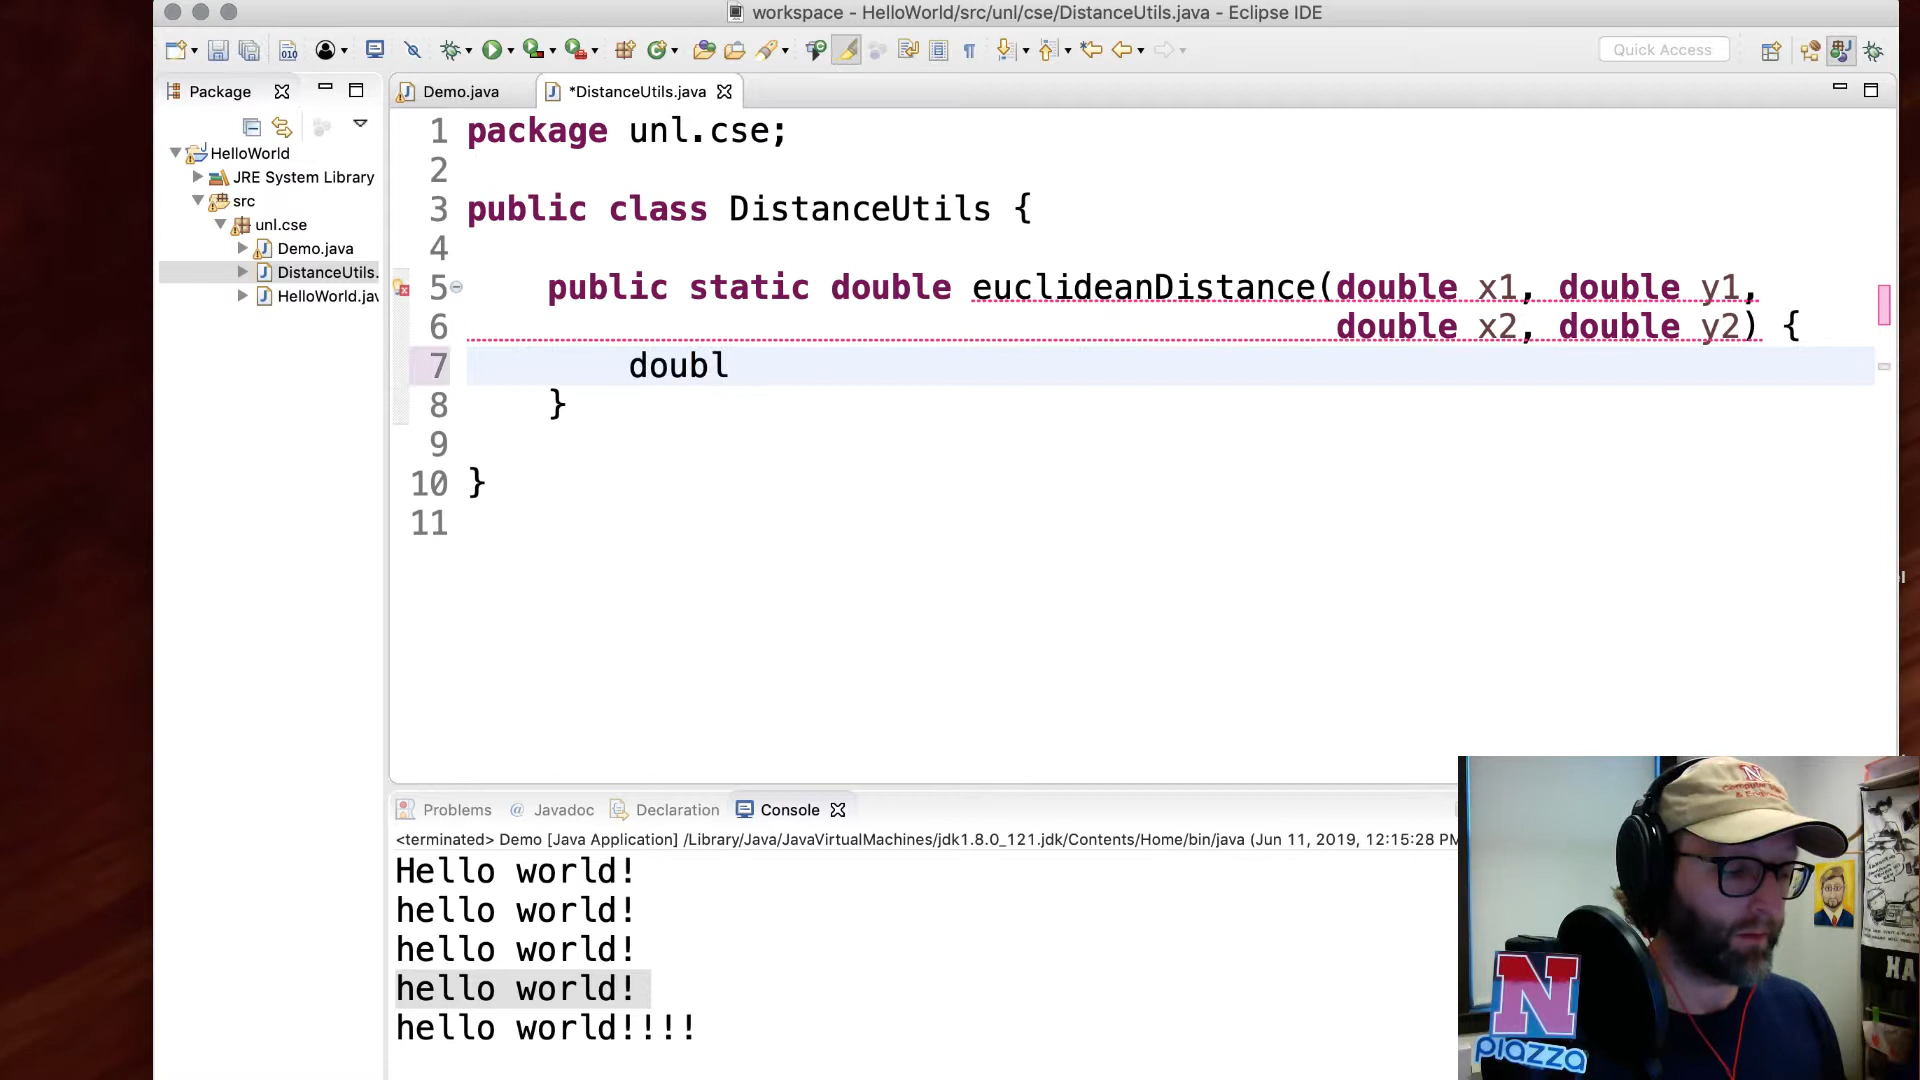 workspace - HelloWorld/src/unl/cse/DistanceUtils.java - Eclipse IDE
Quick Access
Package
Demo.java
*DistanceUtils.java
HelloWorld
JRE System Library
src
unl.cse
Demo.java
DistanceUtils.
HelloWorld.jav
1 package unl.cse;
2
3 public class DistanceUtils {
4
5 public static double euclideanDistance(double x1, double y1,
6 double x2, double y2) {
7 doubl
8 }
9
10 }
11
Problems @ Javadoc Declaration Console
<terminated> Demo [Java Application] /Library/Java/JavaVirtualMachines/jdk1.8.0_121.jdk/Contents/Home/bin/java (Jun 11, 2019, 12:15:28 PM
Hello world!
hello world!
hello world!
hello world!
hello world!!!!
N
Computer
HA
N
piazza